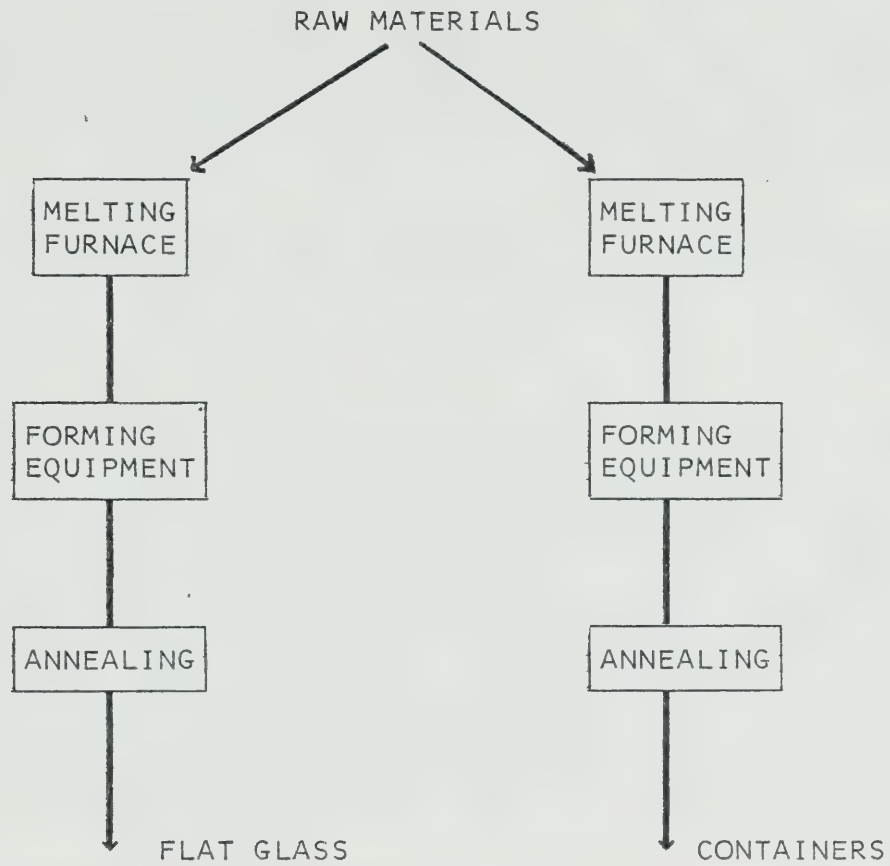 RAW MATERIALS
MELTING
FURNACE
MELTING
FURNACE
FORMING
EQUIPMENT
FORMING
EQUIPMENT
ANNEALING
ANNEALING
FLAT GLASS
CONTAINERS